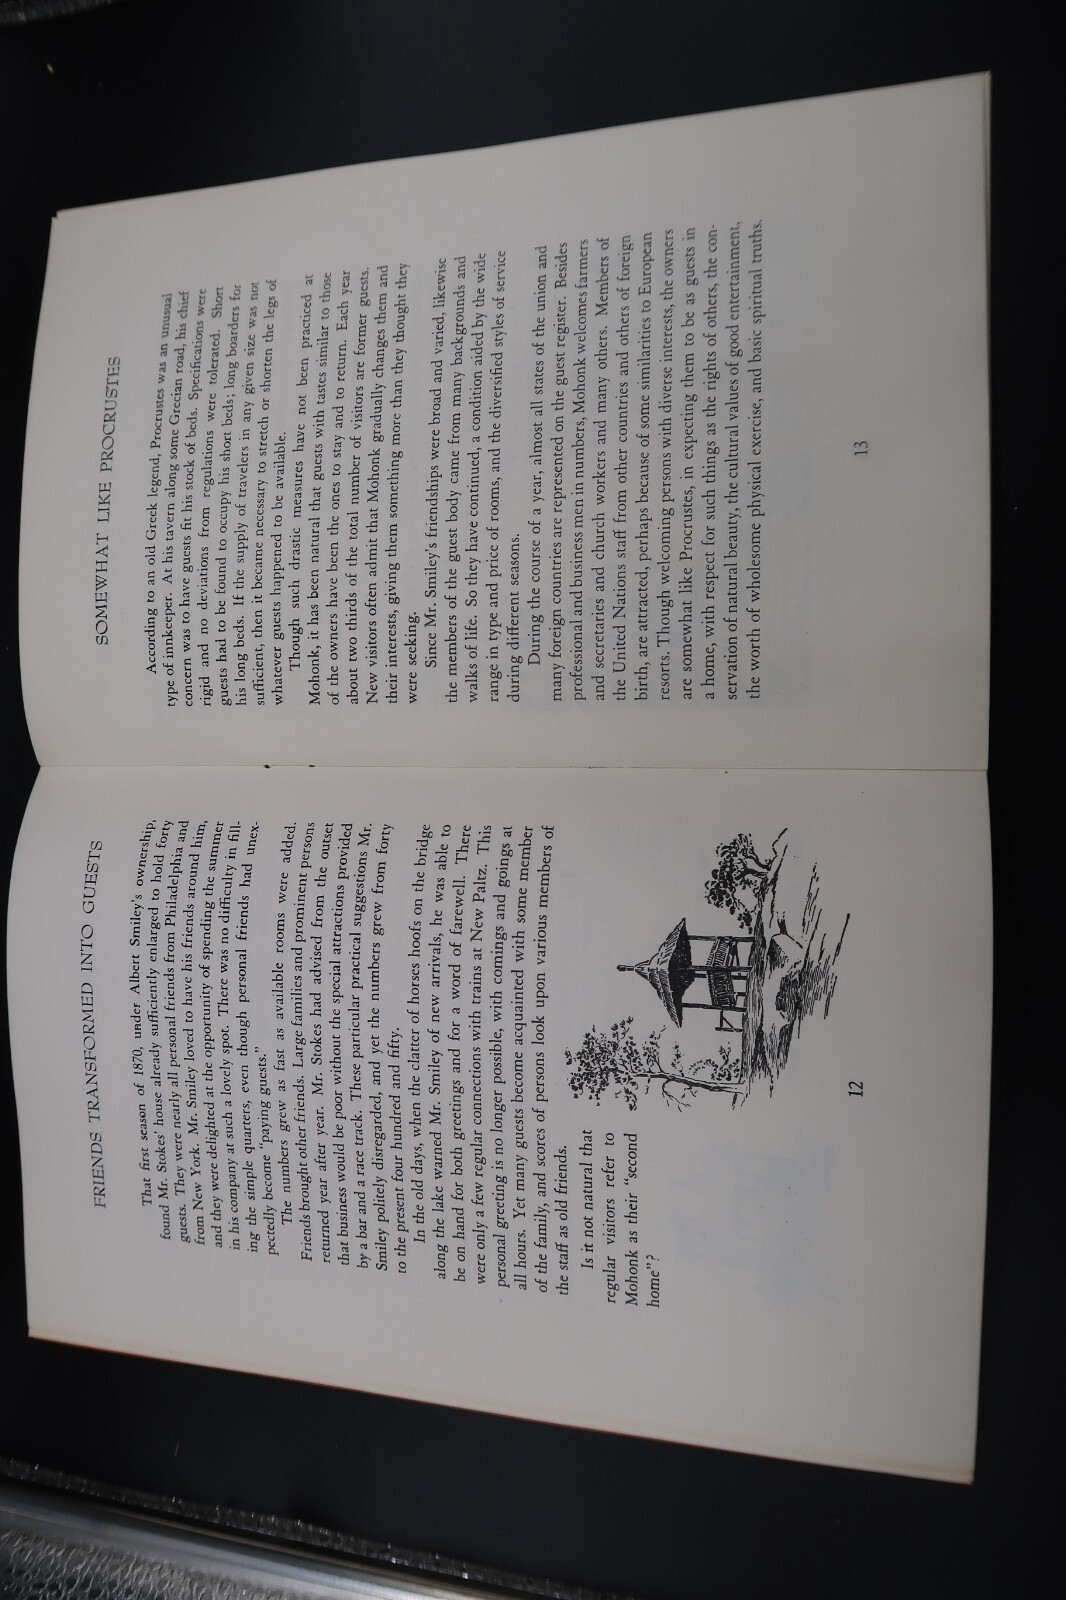 FRIENDS TRANSFORMED INTO GUESTS
That first season of 1870, under Albert Smiley's ownership,
found Mr. Stokes' house already sufficiently enlarged to hold forty
guests. They were nearly all personal friends from Philadelphia and
from New York. Mr. Smiley loved to have his friends around him,
and they were delighted at the opportunity of spending the summer
in his company at such a lovely spot. There was no difficulty in fill-
ing the simple quarters, even though personal friends had unex-
pectedly become "paying guests."
The numbers grew as fast as available rooms were added.
Friends brought other friends. Large families and prominent persons
returned year after year. Mr. Stokes had advised from the outset
that business would be poor without the special attractions provided
by a bar and a race track. These particular practical suggestions Mr.
Smiley politely disregarded, and yet the numbers grew from forty
to the present four hundred and fifty.
In the old days, when the clatter of horses hoofs on the bridge
along the lake warned Mr. Smiley of new arrivals, he was able to
be on hand for both greetings and for a word of farewell. There
were only a few regular connections with trains at New Paltz. This
personal greeting is no longer possible, with comings and goings at
all hours. Yet many guests become acquainted with some member
of the family, and scores of persons look upon various members of
the staff as old friends.
Is it not natural that
regular visitors refer to
Mohonk as their "second
home"?
12
SOMEWHAT LIKE PROCRUSTES
According to an old Greek legend, Procrustes was an unusual
type of innkeeper. At his tavern along some Grecian road, his chief
concern was to have guests fit his stock of beds. Specifications were
rigid and no deviations from regulations were tolerated. Short
guests had to be found to occupy his short beds; long boarders for
his long beds. If the supply of travelers in any given size was not
sufficient, then it became necessary to stretch or shorten the legs of
whatever guests happened to be available.
Though such drastic measures have not been practiced at
Mohonk, it has been natural that guests with tastes similar to those
of the owners have been the ones to stay and to return. Each year
about two thirds of the total number of visitors are former guests.
New visitors often admit that Mohonk gradually changes them and
their interests, giving them something more than they thought they
were seeking.
Since Mr. Smiley's friendships were broad and varied, likewise
the members of the guest body came from many backgrounds and
walks of life. So they have continued, a condition aided by the wide
range in type and price of rooms, and the diversified styles of service
during different seasons.
During the course of a year, almost all states of the union and
many foreign countries are represented on the guest register. Besides
professional and business men in numbers, Mohonk welcomes farmers
and secretaries and church workers and many others. Members of
the United Nations staff from other countries and others of foreign
birth, are attracted, perhaps because of some similarities to European
resorts. Though welcoming persons with diverse interests, the owners
are somewhat like Procrustes, in expecting them to be as guests in
a home, with respect for such things as the rights of others, the con-
servation of natural beauty, the cultural values of good entertainment,
the worth of wholesome physical exercise, and basic spiritual truths.
13